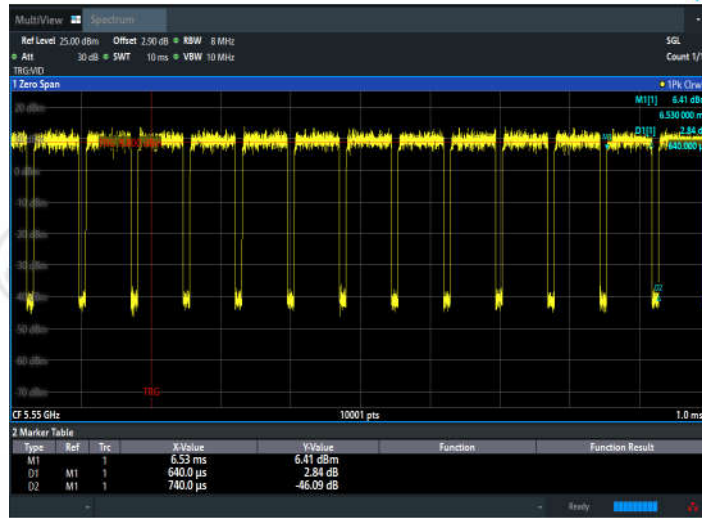 MultiView Spectrum
Ref Level 25.00 dBm Offset 2.90 dB RBW 8 MHz SGL
Att 30 dB SWT 10 ms VBW 10 MHz Count 1/1
TRG:VID
1 Zero Span 1Pk Clrw
M1[1] 6.41 dBm
20 dBm
6.530 000 m
D1[1] 2.84 d
640.000 µ
0 dBm
-10 dBm
-20 dBm
-30 dBm
D2
-40 dBm
-50 dBm
-60 dBm
-70 dBm
TRG
CF 5.55 GHz 10001 pts 1.0 ms
2 Marker Table
Type Ref Trc X-Value Y-Value Function Function Result
M1 1 6.53 ms 6.41 dBm
D1 M1 1 640.0 µs 2.84 dB
D2 M1 1 740.0 µs -46.09 dB
Ready